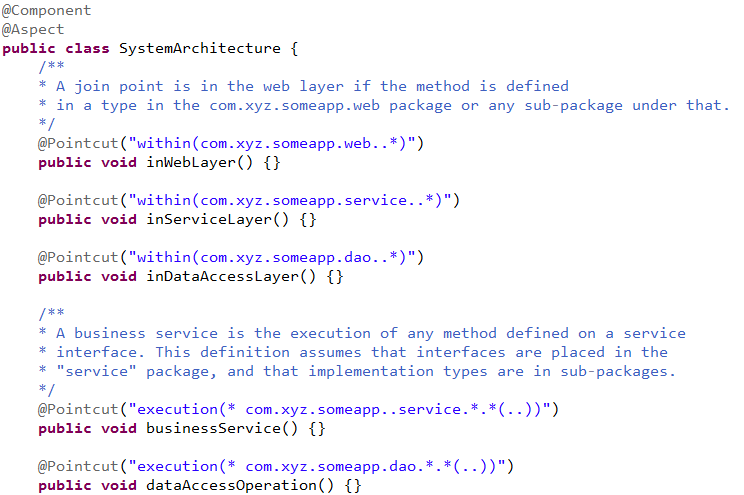 @Component
@Aspect
public class SystemArchitecture {
    /**
    * A join point is in the web layer if the method is defined
    * in a type in the com.xyz.someapp.web package or any sub-package under that.
    */
    @Pointcut("within(com.xyz.someapp.web..*)")
    public void inWebLayer() {}

    @Pointcut("within(com.xyz.someapp.service..*)")
    public void inServiceLayer() {}

    @Pointcut("within(com.xyz.someapp.dao..*)")
    public void inDataAccessLayer() {}

    /**
    * A business service is the execution of any method defined on a service
    * interface. This definition assumes that interfaces are placed in the
    * "service" package, and that implementation types are in sub-packages.
    */
    @Pointcut("execution(* com.xyz.someapp..service.*.*(..))")
    public void businessService() {}

    @Pointcut("execution(* com.xyz.someapp.dao.*.*(..))")
    public void dataAccessOperation() {}